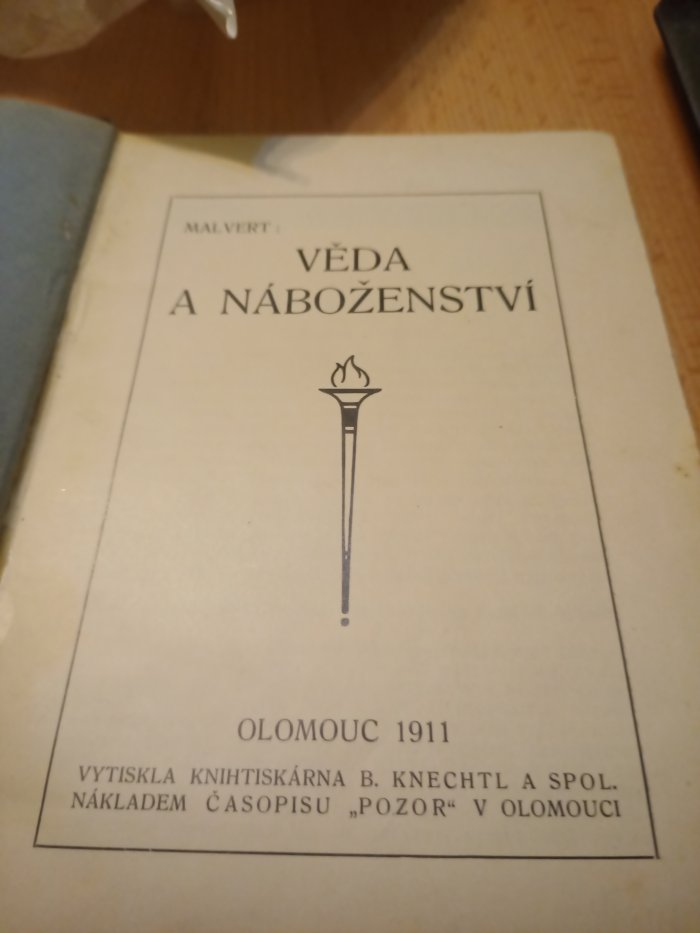 MALVERT:
VĚDA
A NÁBOŽENSTVÍ
OLOMOUC 1911
VYTISKLA KNIHTISKÁRNA B. KNECHTL A SPOL.
NÁKLADEM ČASOPISU „POZOR“ V OLOMOUCI